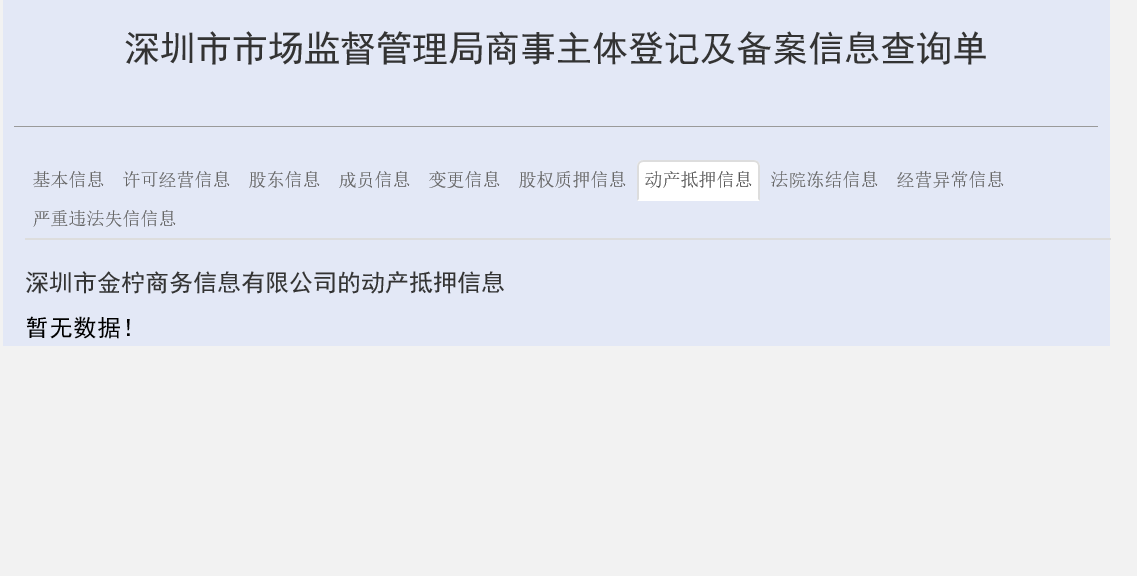 深圳市市场监督管理局商事主体登记及备案信息查询单
基本信息 许可经营信息 股东信息 成员信息 变更信息 股权质押信息 动产抵押信息 法院冻结信息 经营异常信息
严重违法失信信息
深圳市金柠商务信息有限公司的动产抵押信息
暂无数据！